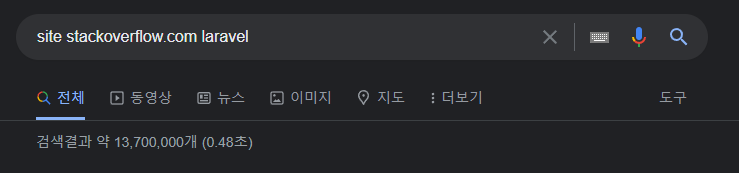 site stackoverflow.com laravel
전체 동영상 뉴스 이미지 지도 더보기 도구
검색결과 약 13,700,000개 (0.48초)